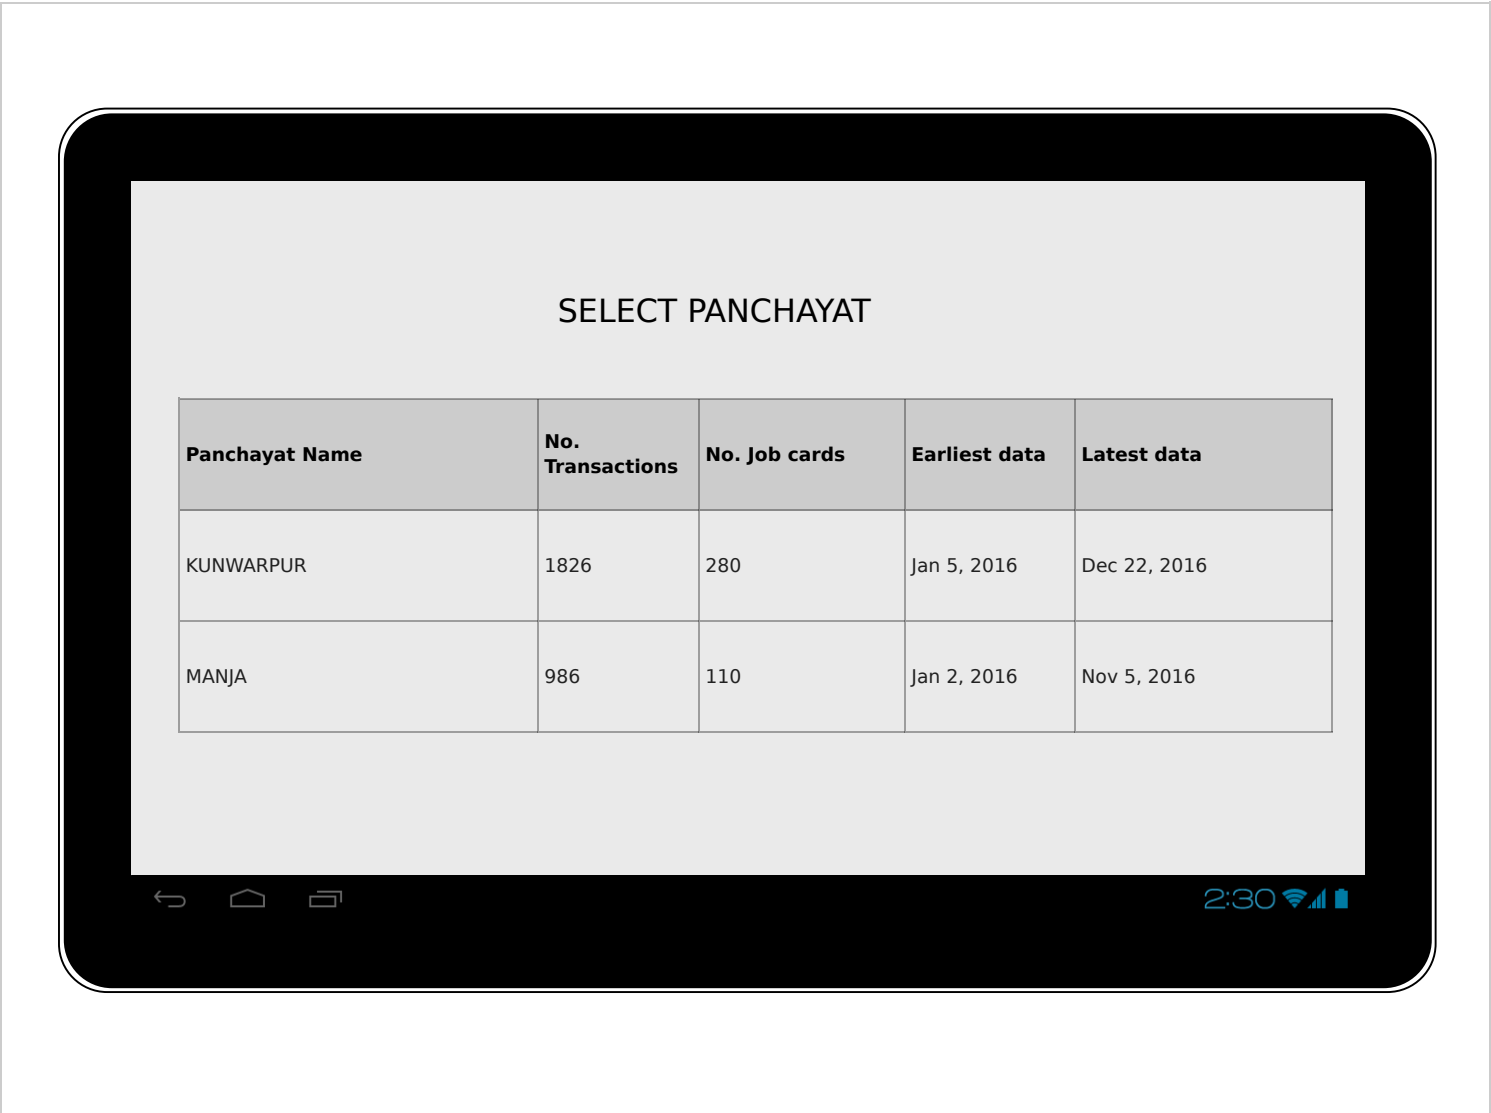 SELECT PANCHAYAT
Panchayat Name
No.
Transactions
No. Job cards
Earliest data
Latest data
KUNWARPUR
1826
280
Jan 5, 2016
Dec 22, 2016
MANJA
986
110
Jan 2, 2016
Nov 5, 2016
2:30